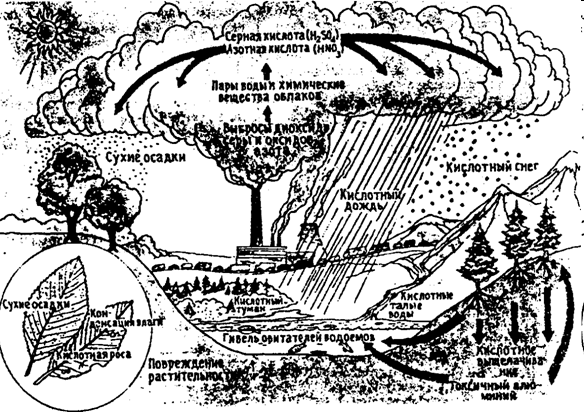 Серная кислота (H₂SO₄)
Азотная кислота (HNO₃)
Пары воды и химические
вещества облаков
Выбросы диоксида
серы и оксидов
азота
Сухие осадки
Кислотный снег
Кислотный
дождь
Кислотный
туман
Кислотные
талые
воды
Сухие осадки
Кон-
денсация влаги
Кислотная роса
Гибель обитателей водоемов
Повреждение
растительности
Кислотное
выщелачива
ние
Токсичный алю-
миний